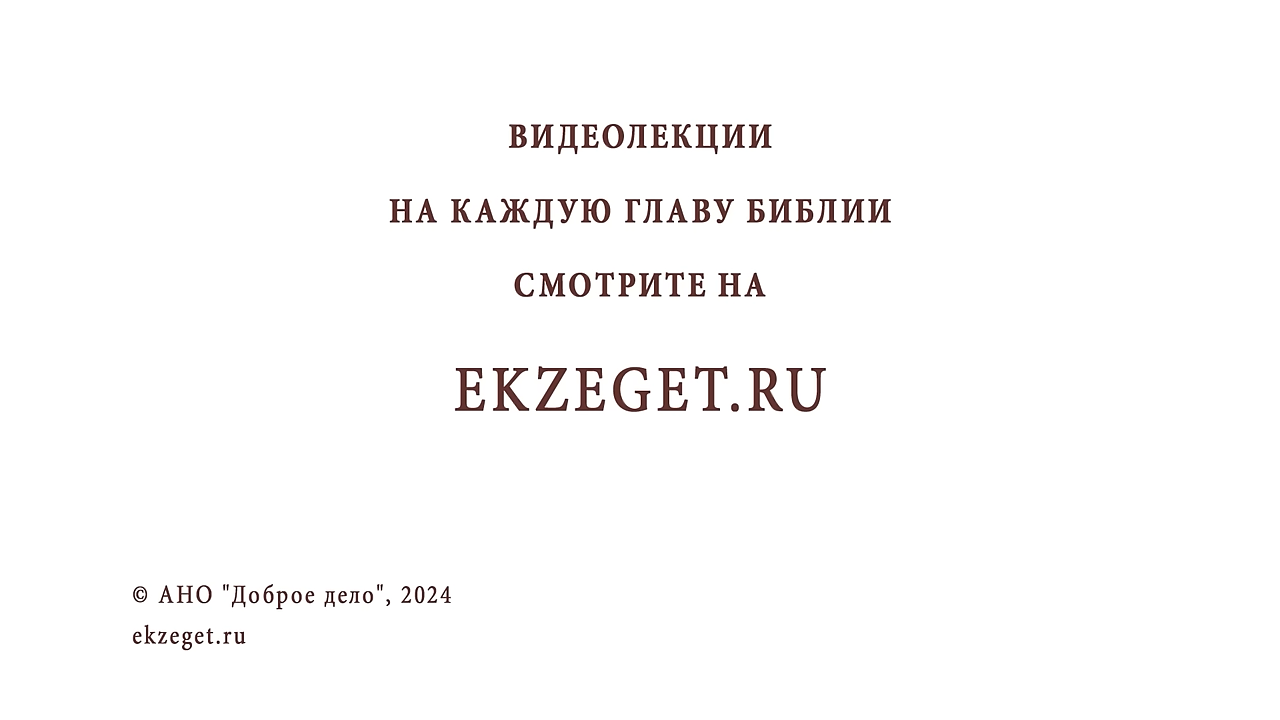 ВИДЕОЛЕКЦИИ
НА КАЖДУЮ ГЛАВУ БИБЛИИ
СМОТРИТЕ НА
EKZEGET.RU
© АНО "Доброе дело", 2024
ekzeget.ru